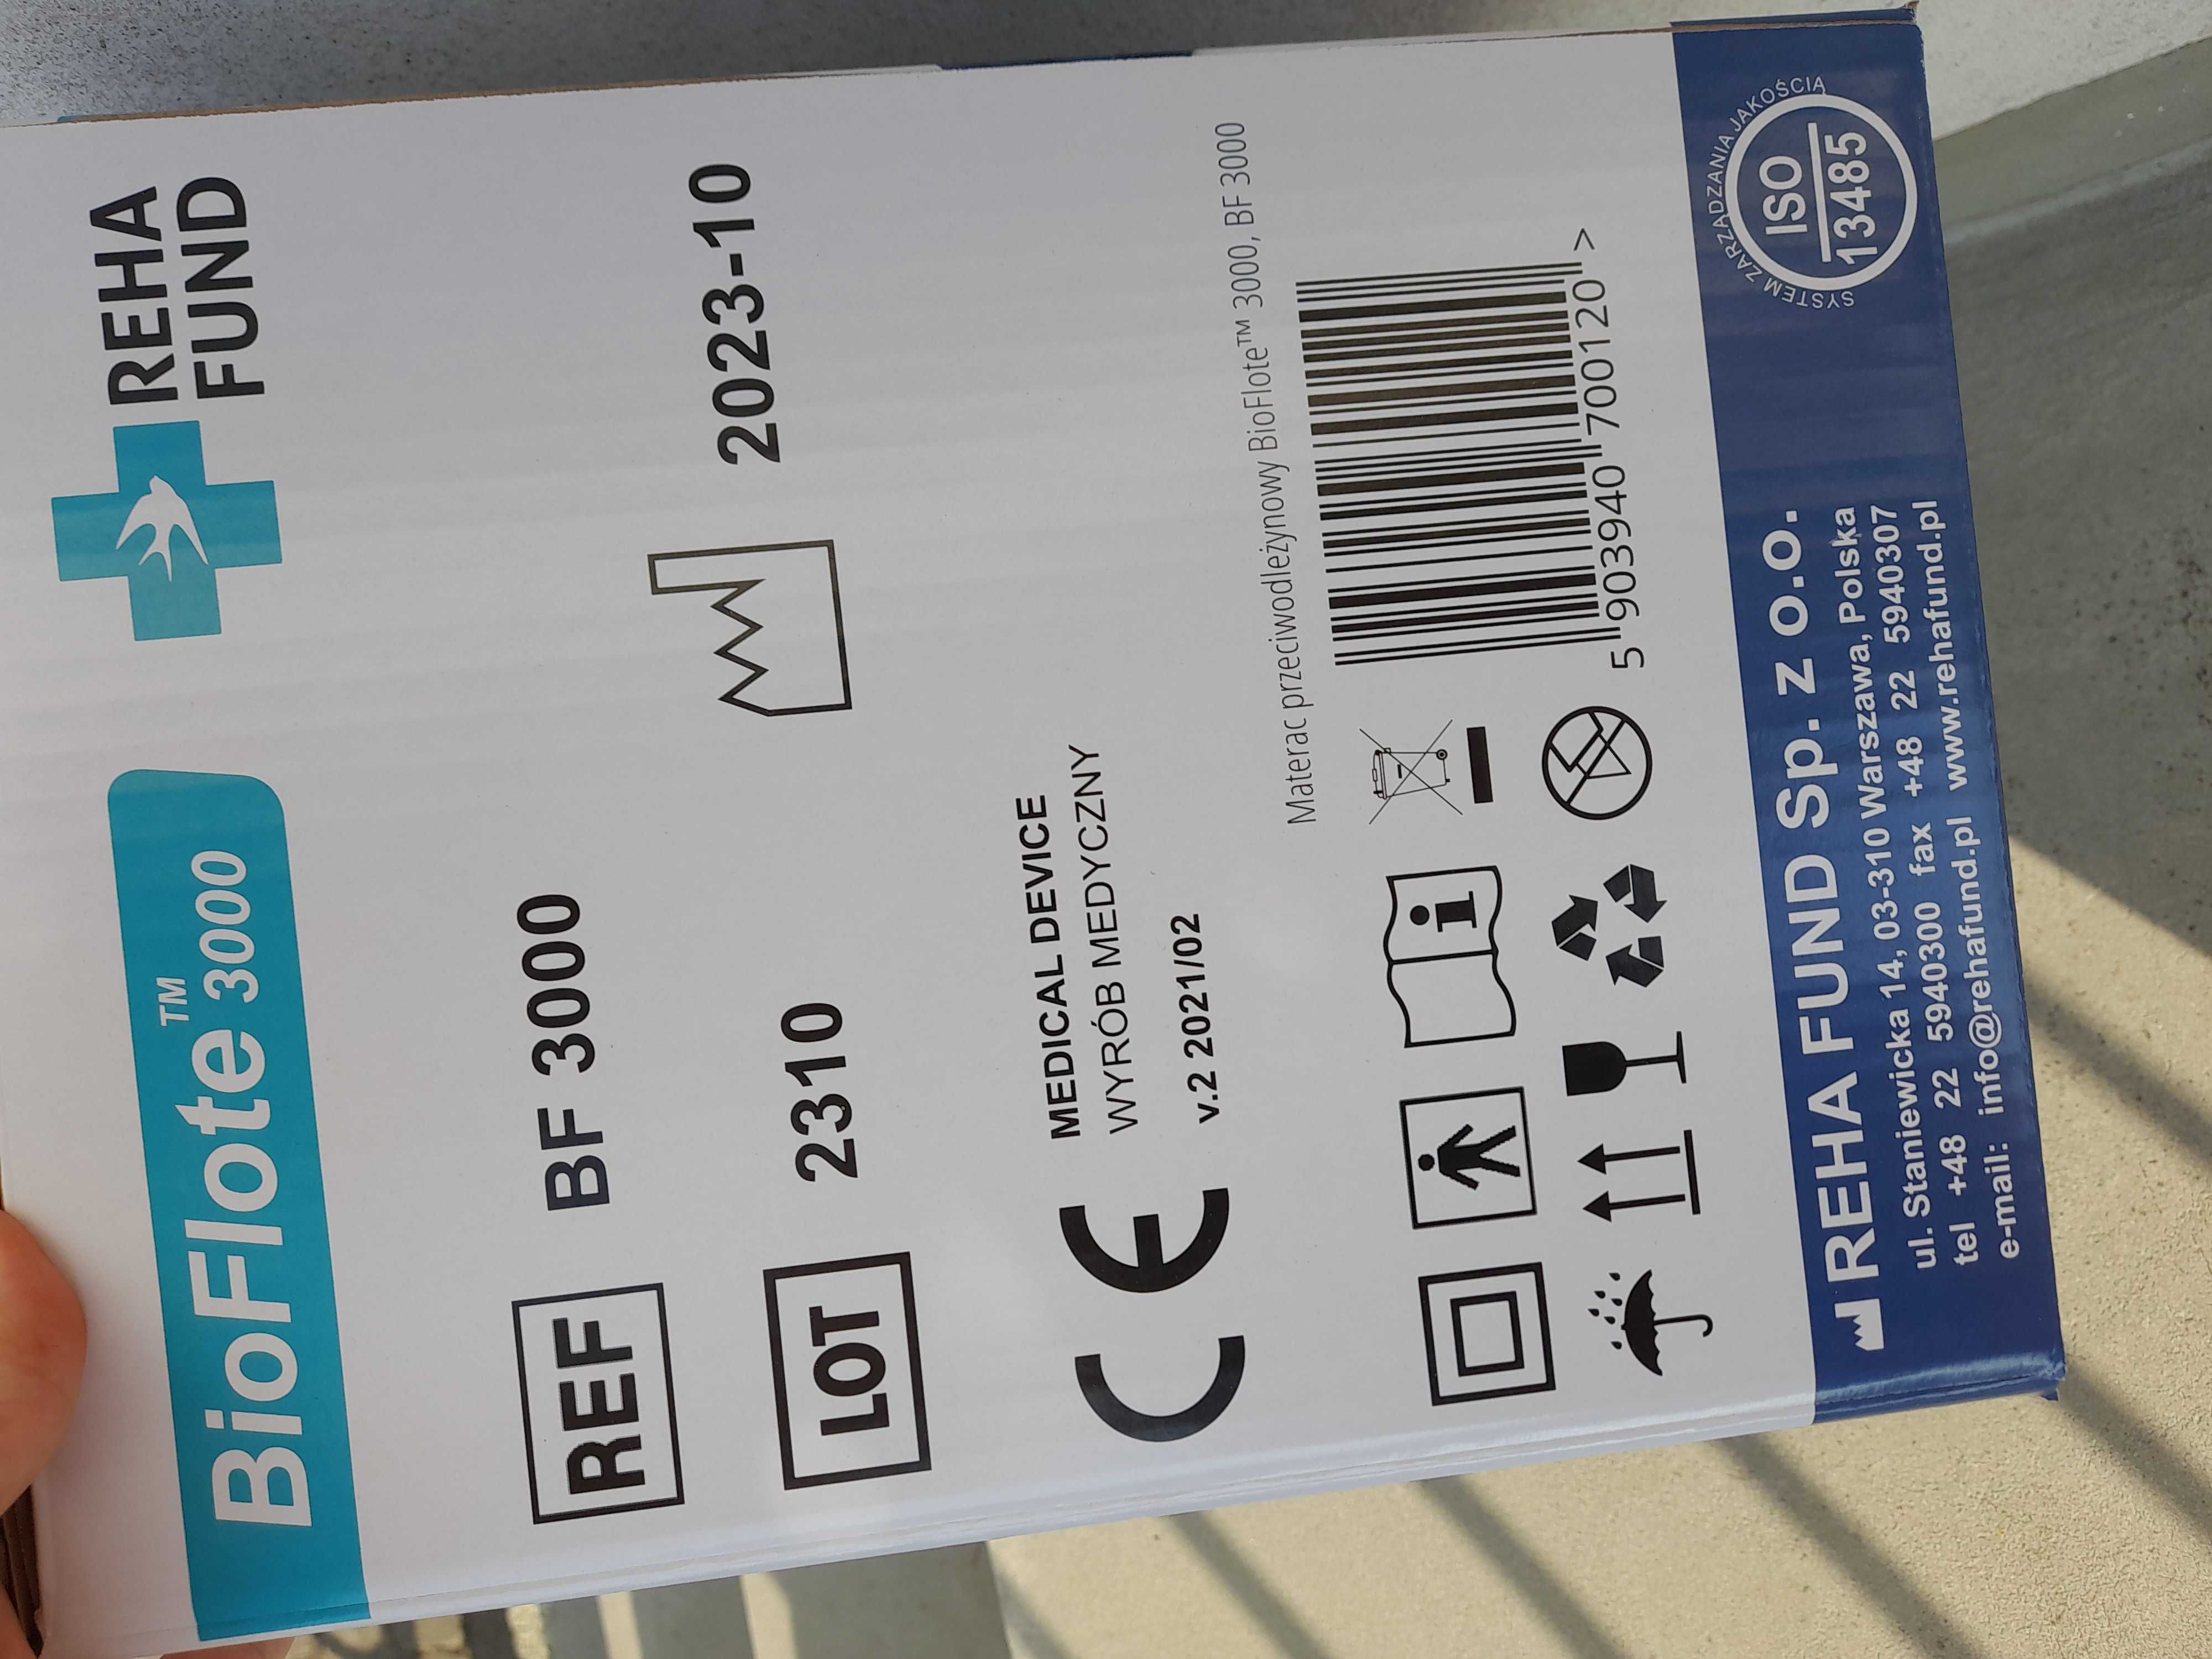 BioFlote™ 3000
REHA
FUND
REF BF 3000
LOT 2310
2023-10
CE
MEDICAL DEVICE
WYRÓB MEDYCZNY
v.2 2021/02
Materac przeciwodleżynowy BioFlote™ 3000, BF 3000
5 903940 700120 >
REHA FUND Sp. z o.o.
ul. Staniewicka 14, 03-310 Warszawa, Polska
tel +48 22 5940300 fax +48 22 5940307
e-mail: info@rehafund.pl www.rehafund.pl
SYSTEM ZARZĄDZANIA JAKOŚCIĄ
ISO
13485